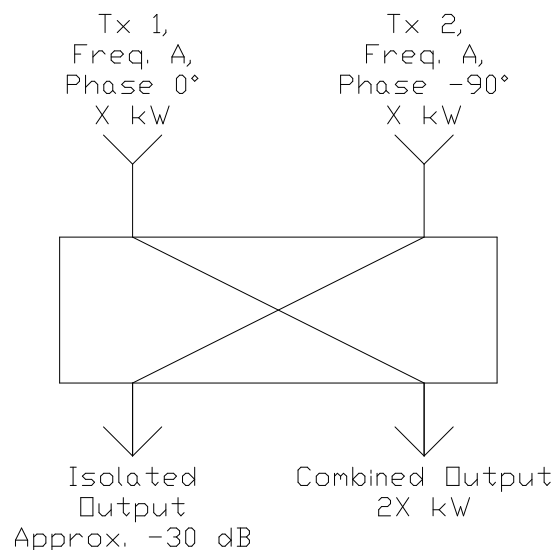 Tx 1,
Freq. A,
Phase 0°
X kW
Tx 2,
Freq. A,
Phase -90°
X kW
Isolated
Output
Approx. -30 dB
Combined Output
2X kW